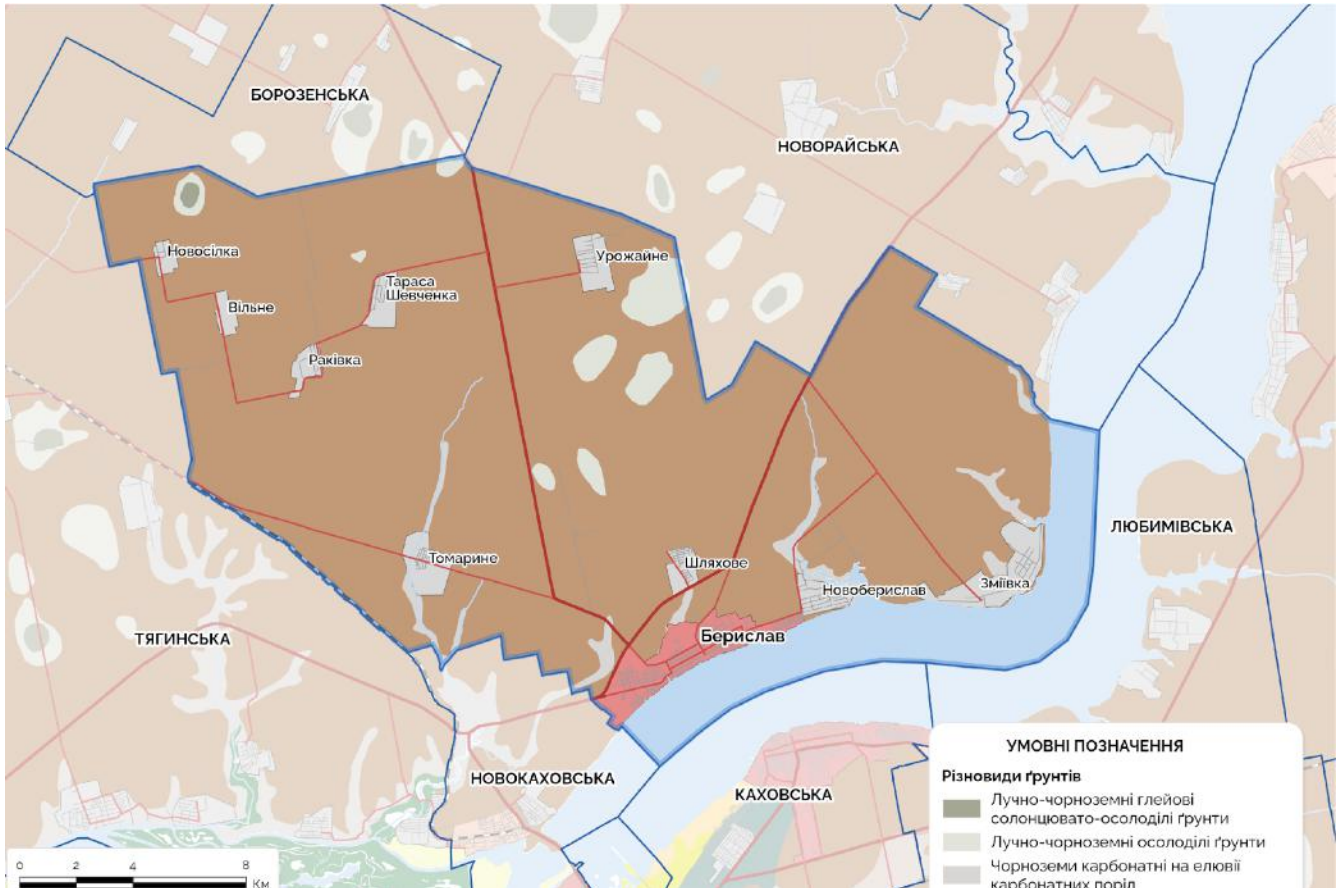 БОРОЗЕНСЬКА
НОВОРАЙСЬКА
Новосілка
Урожайне
Тараса
Шевченка
Вільне
Раківка
ЛЮБИМІВСЬКА
Томарине
Шляхове
Зміївка
Новоберислав
ТЯГИНСЬКА
Берислав
НОВОКАХОВСЬКА
КАХОВСЬКА
УМОВНІ ПОЗНАЧЕННЯ
Різновиди ґрунтів
Лучно-чорноземні глейові
солонцювато-осолоділі ґрунти
Лучно-чорноземні осолоділі ґрунти
Чорноземи карбонатні на елювії
карбонатних порід
0 2 4 8
Км